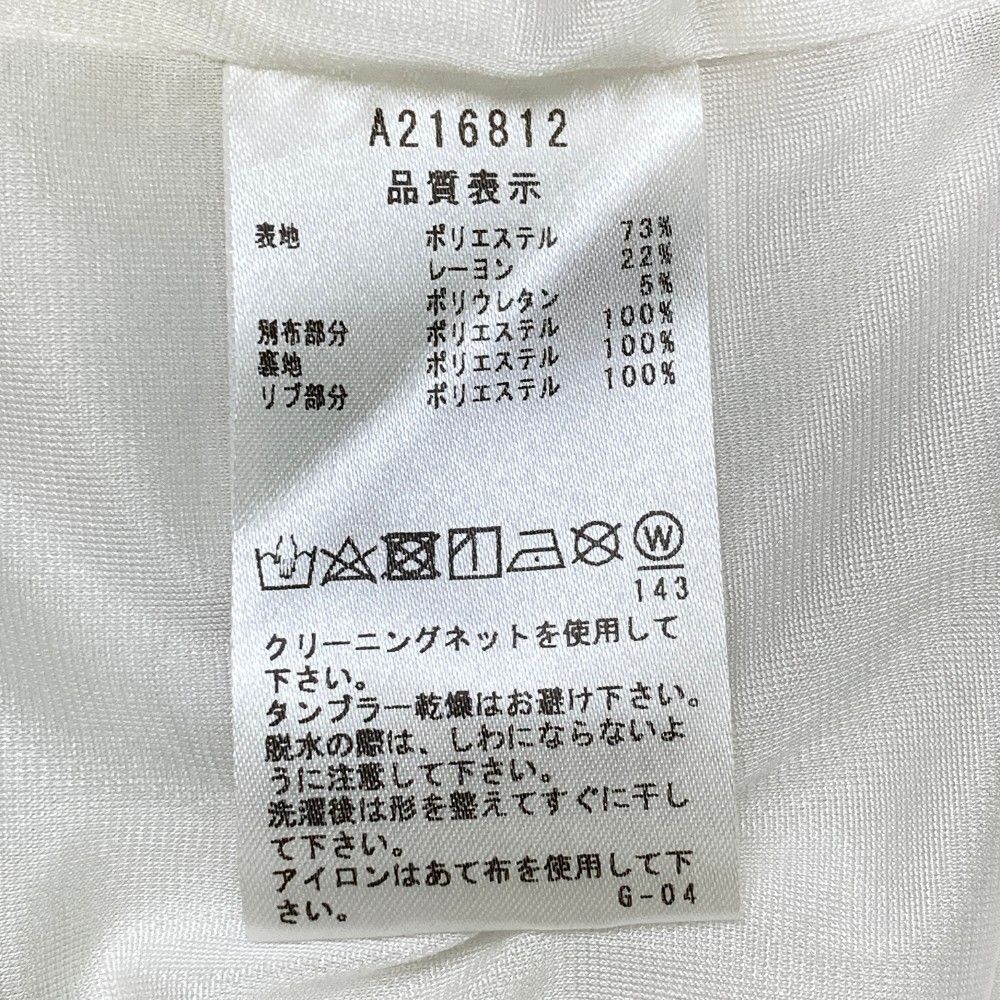 A216812
品質表示
表地 ポリエステル 73%
レーヨン 22%
ポリウレタン 5%
別布部分 ポリエステル 100%
裏地 ポリエステル 100%
リブ部分 ポリエステル 100%
W
143
クリーニングネットを使用して
下さい。
タンブラー乾燥はお避け下さい。
脱水の際は、しわにならないよ
うに注意して下さい。
洗濯後は形を整えてすぐに干し
て下さい。
アイロンはあて布を使用して下
さい。 G-04